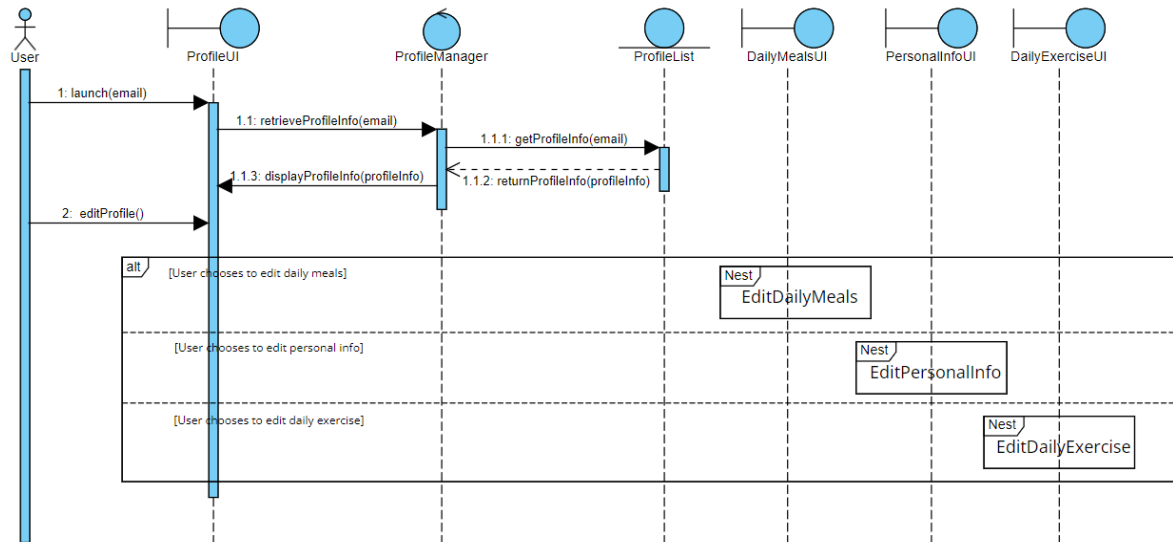 User
ProfileUI
ProfileManager
ProfileList
DailyMealsUI
PersonalInfoUI
DailyExerciseUI
1: launch(email)
1.1: retrieveProfileInfo(email)
1.1.1: getProfileInfo(email)
1.1.2: returnProfileInfo(profileInfo)
1.1.3: displayProfileInfo(profileInfo)
2: editProfile()
alt
[User chooses to edit daily meals]
Nest
EditDailyMeals
[User chooses to edit personal info]
Nest
EditPersonalInfo
[User chooses to edit daily exercise]
Nest
EditDailyExercise